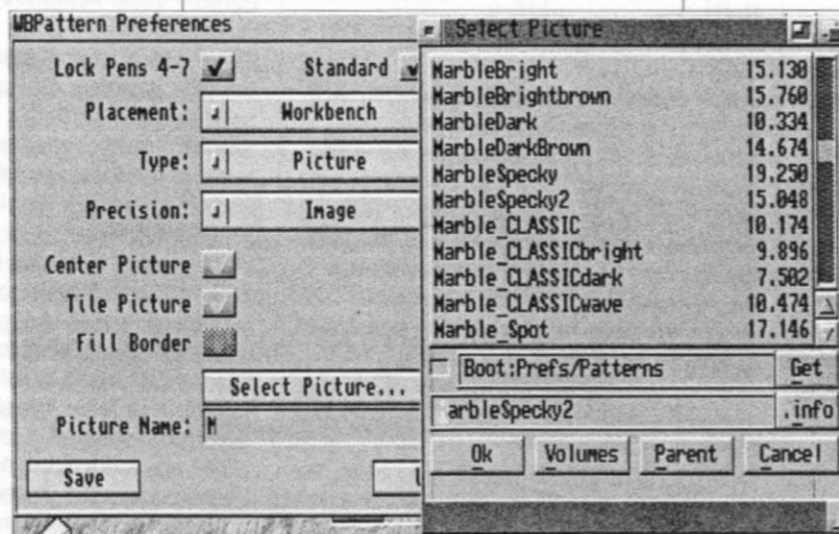 WBPattern Preferences
Lock Pens 4-7
Standard
Placement: Workbench
Type: Picture
Precision: Image
Center Picture
Tile Picture
Fill Border
Select Picture...
Picture Name: M
Save
Select Picture
MarbleBright 15.130
MarbleBrightbrown 15.760
MarbleDark 10.334
MarbleDarkBrown 14.674
MarbleSpecky 19.250
MarbleSpecky2 15.048
Marble_CLASSIC 10.174
Marble_CLASSICbright 9.896
Marble_CLASSICdark 7.502
Marble_CLASSICwave 10.474
Marble_Spot 17.146
Boot:Prefs/Patterns Get
arbleSpecky2 .info
Ok Volumes Parent Cancel